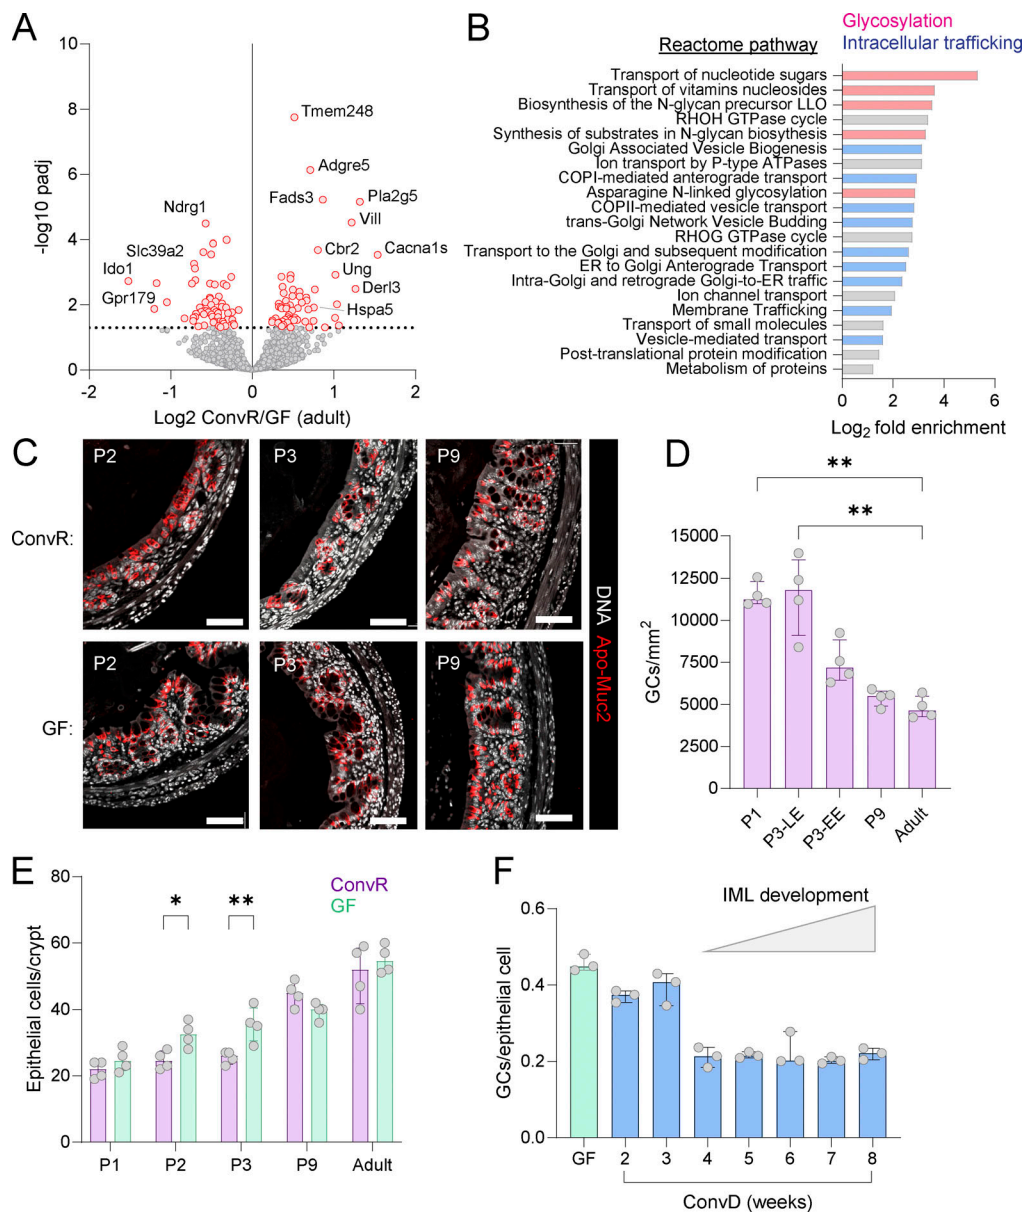 A
10
8
6
4
2
0
-log10 padj
-2
-1
0
1
2
Log2 ConvR/GF (adult)
Tmem248
Adgre5
Fads3
Pla2g5
Vill
Ndrg1
Cbr2
Cacna1s
Slc39a2
Ung
Ido1
Derl3
Gpr179
Hspa5
B
Glycosylation
Reactome pathway
Intracellular trafficking
Transport of nucleotide sugars
Transport of vitamins nucleosides
Biosynthesis of the N-glycan precursor LLO
RHOH GTPase cycle
Synthesis of substrates in N-glycan biosythesis
Golgi Associated Vesicle Biogenesis
Ion transport by P-type ATPases
COPI-mediated anterograde transport
Asparagine N-linked glycosylation
COPII-mediated vesicle transport
trans-Golgi Network Vesicle Budding
RHOG GTPase cycle
Transport to the Golgi and subsequent modification
ER to Golgi Anterograde Transport
Intra-Golgi and retrograde Golgi-to-ER traffic
Ion channel transport
Membrane Trafficking
Transport of small molecules
Vesicle-mediated transport
Post-translational protein modification
Metabolism of proteins
0
2
4
6
Log2 fold enrichment
C
P2
P3
P9
ConvR:
P2
P3
P9
GF:
DNA Apo-Muc2
D
**
**
15000
12500
10000
7500
5000
2500
0
GCs/mm²
P1
P3-LE
P3-EE
P9
Adult
E
80
60
40
20
0
Epithelial cells/crypt
ConvR
GF
*
**
P1
P2
P3
P9
Adult
F
IML development
0.6
0.4
0.2
0.0
GCs/epithelial cell
GF
2
3
4
5
6
7
8
ConvD (weeks)